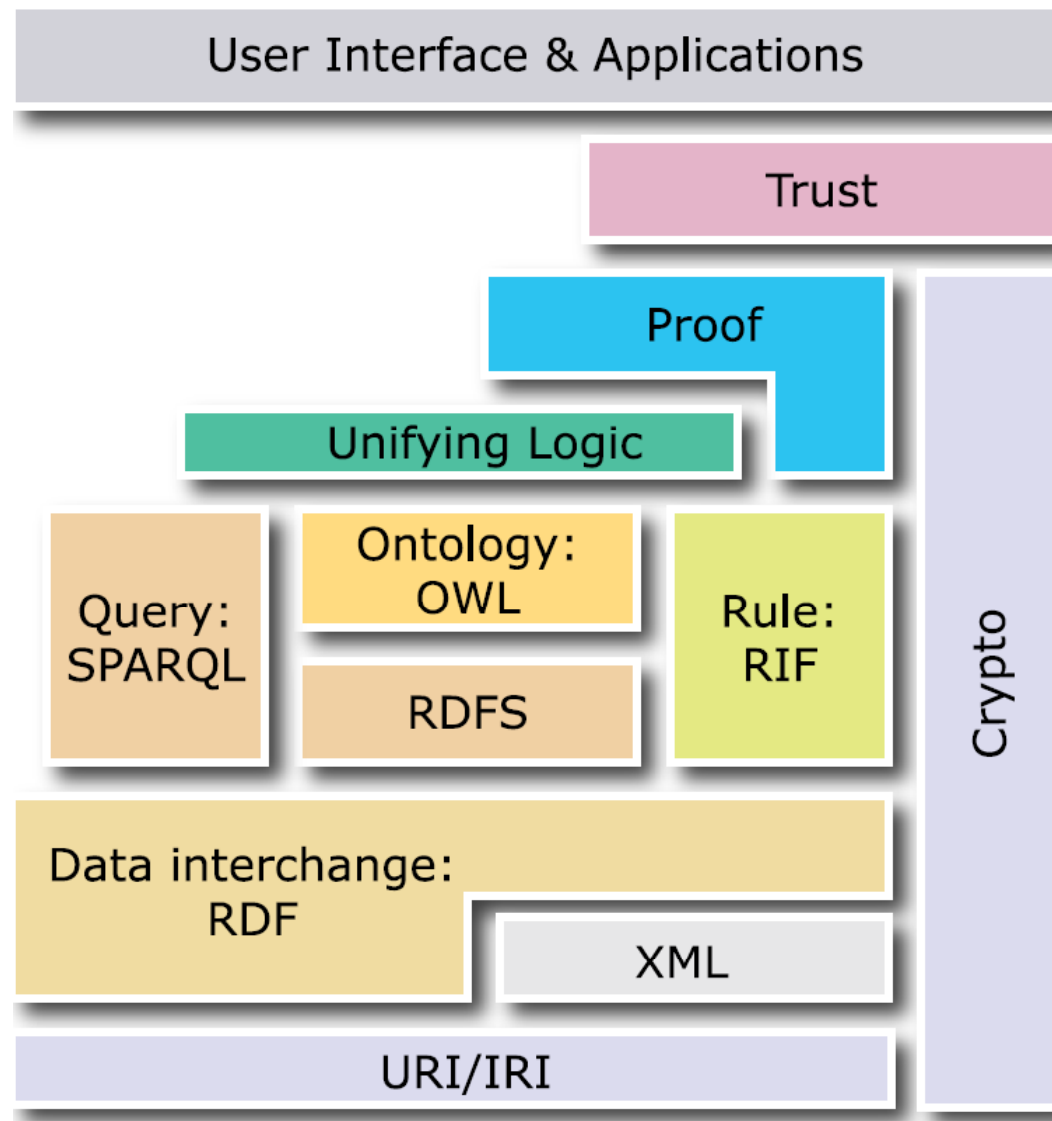 User Interface & Applications
Trust
Proof
Unifying Logic
Query:
SPARQL
Ontology:
OWL
RDFS
Rule:
RIF
Crypto
Data interchange:
RDF
XML
URI/IRI